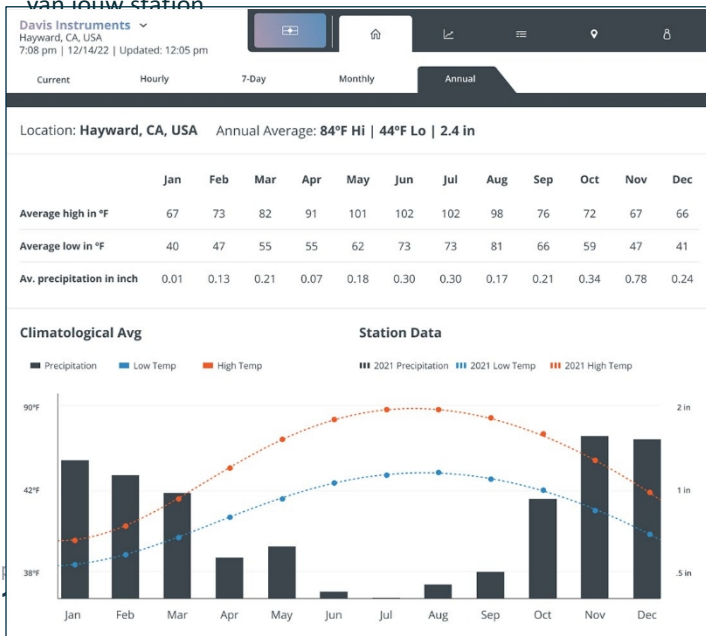 van jouw station
Davis Instruments
Hayward, CA, USA
7:08 pm | 12/14/22 | Updated: 12:05 pm
Current Hourly 7-Day Monthly Annual
Location: Hayward, CA, USA Annual Average: 84ºF Hi | 44ºF Lo | 2.4 in
Jan Feb Mar Apr May Jun Jul Aug Sep Oct Nov Dec
Average high in ºF 67 73 82 91 101 102 102 98 76 72 67 66
Average low in ºF 40 47 55 55 62 73 73 81 66 59 47 41
Av. precipitation in inch 0.01 0.13 0.21 0.07 0.18 0.30 0.30 0.17 0.21 0.34 0.78 0.24
Climatological Avg Station Data
Precipitation Low Temp High Temp 2021 Precipitation 2021 Low Temp 2021 High Temp
90ºF 2 in
42ºF 1 in
38ºF .5 in
Jan Feb Mar Apr May Jun Jul Aug Sep Oct Nov Dec